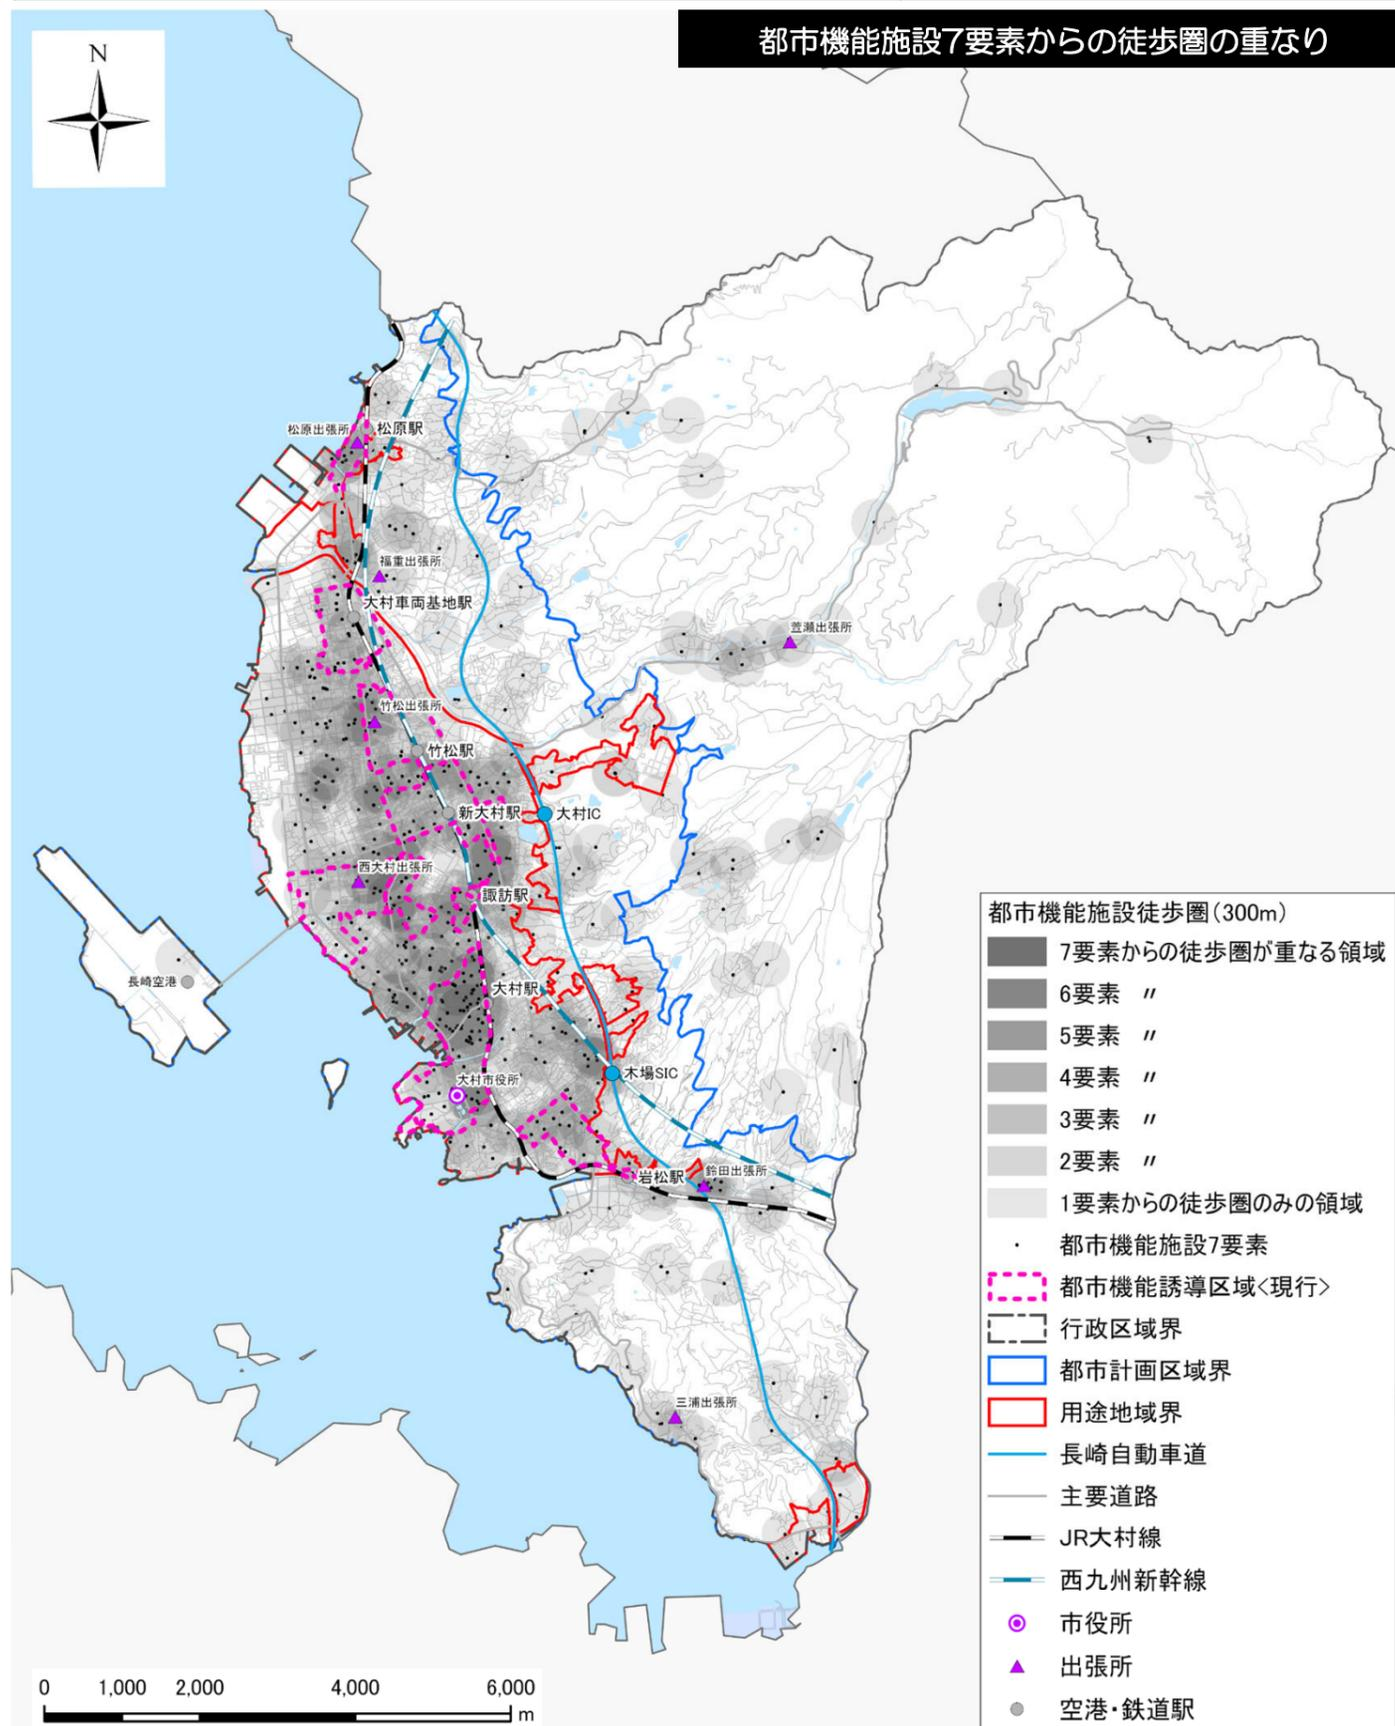 都市機能施設7要素からの徒歩圏の重なり
N
松原出張所
松原駅
福重出張所
大村車両基地駅
萱瀬出張所
竹松出張所
竹松駅
新大村駅
大村IC
西大村出張所
諏訪駅
長崎空港
大村駅
木場SIC
大村市役所
岩松駅
鈴田出張所
三浦出張所
都市機能施設徒歩圏(300m)
7要素からの徒歩圏が重なる領域
6要素 〃
5要素 〃
4要素 〃
3要素 〃
2要素 〃
1要素からの徒歩圏のみの領域
都市機能施設7要素
都市機能誘導区域<現行>
行政区域界
都市計画区域界
用途地域界
長崎自動車道
主要道路
JR大村線
西九州新幹線
市役所
出張所
空港・鉄道駅
0 1,000 2,000 4,000 6,000
m